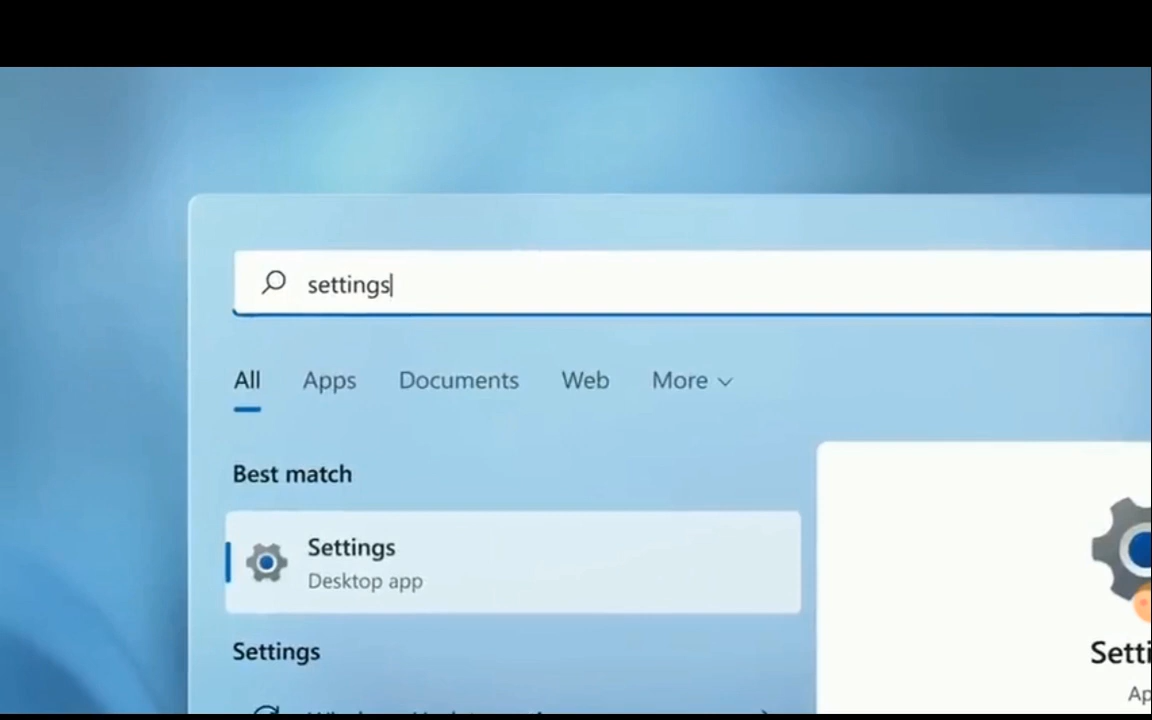 settings
All Apps Documents Web More
Best match
Settings
Desktop app
Settings
Setti
Ap